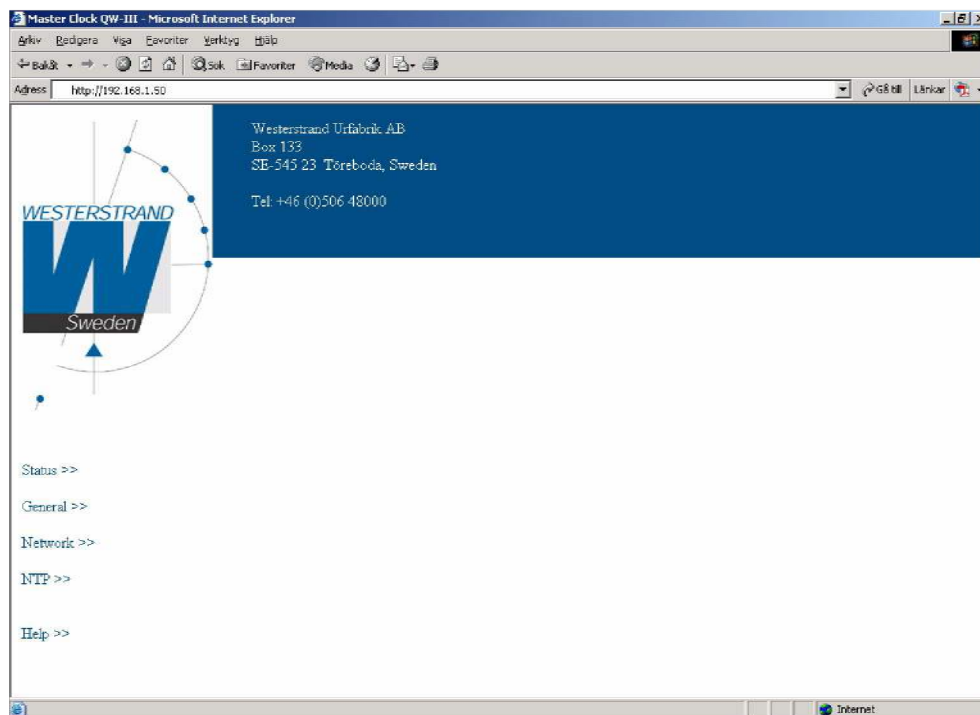 Master Clock QW-III - Microsoft Internet Explorer
Arkiv Redigera Visa Favoriter Verktyg Hjälp
Bakåt Sök Favoriter Media
Adress http://192.168.1.50 Gå till Länkar
Westerstrand Urfabrik AB
Box 133
SE-545 23 Töreboda, Sweden
Tel: +46 (0)506 48000
WESTERSTRAND
W
Sweden
Status >>
General >>
Network >>
NTP >>
Help >>
Internet